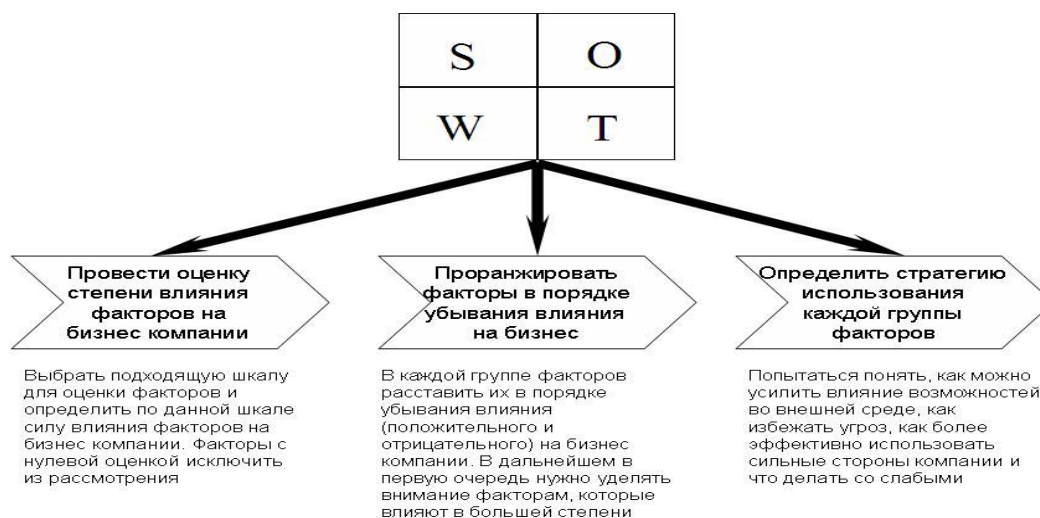 S O
W T
Провести оценку
степени влияния
факторов на
бизнес компании
Выбрать подходящую шкалу
для оценки факторов и
определить по данной шкале
силу влияния факторов на
бизнес компании. Факторы с
нулевой оценкой исключить
из рассмотрения
Проранжировать
факторы в порядке
убывания влияния
на бизнес
В каждой группе факторов
расставить их в порядке
убывания влияния
(положительного и
отрицательного) на бизнес
компании. В дальнейшем в
первую очередь нужно уделять
внимание факторам, которые
влияют в большей степени
Определить стратегию
использования
каждой группы
факторов
Попытаться понять, как можно
усилить влияние возможностей
во внешней среде, как
избежать угроз, как более
эффективно использовать
сильные стороны компании и
что делать со слабыми